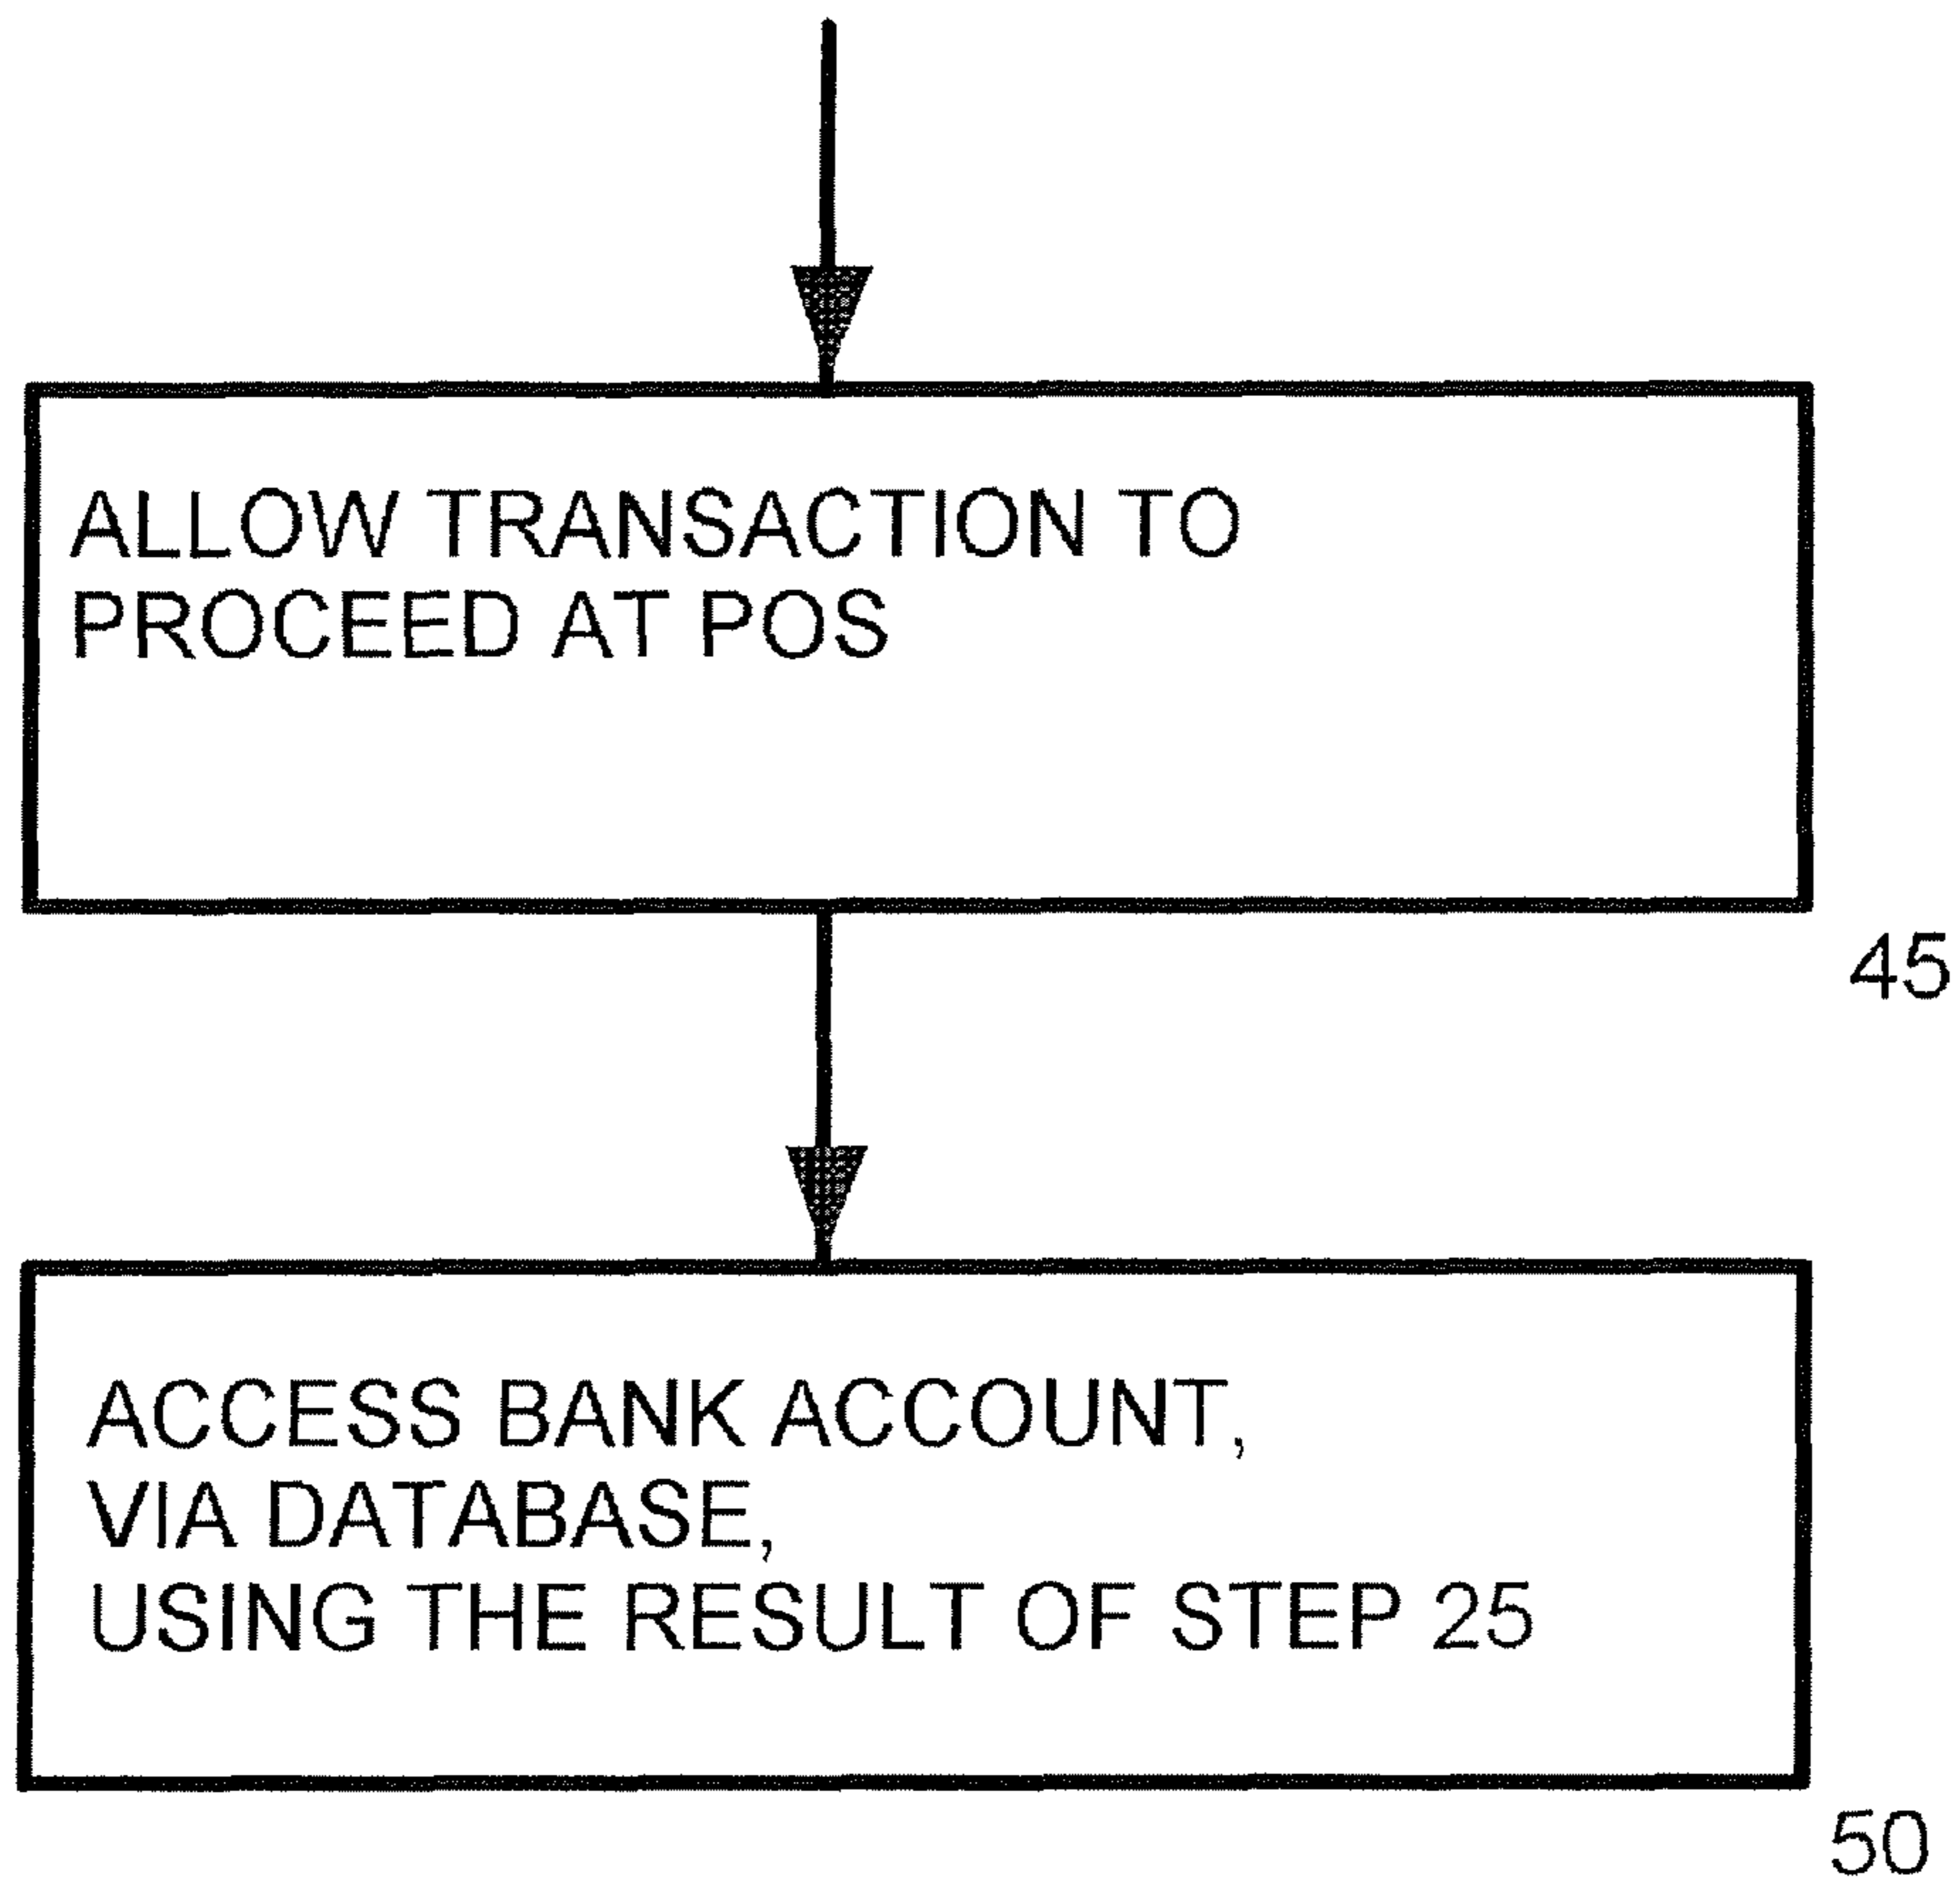 ALLOW TRANSACTION TO
PROCEED AT POS
45
ACCESS BANK ACCOUNT,
VIA DATABASE,
USING THE RESULT OF STEP 25
50